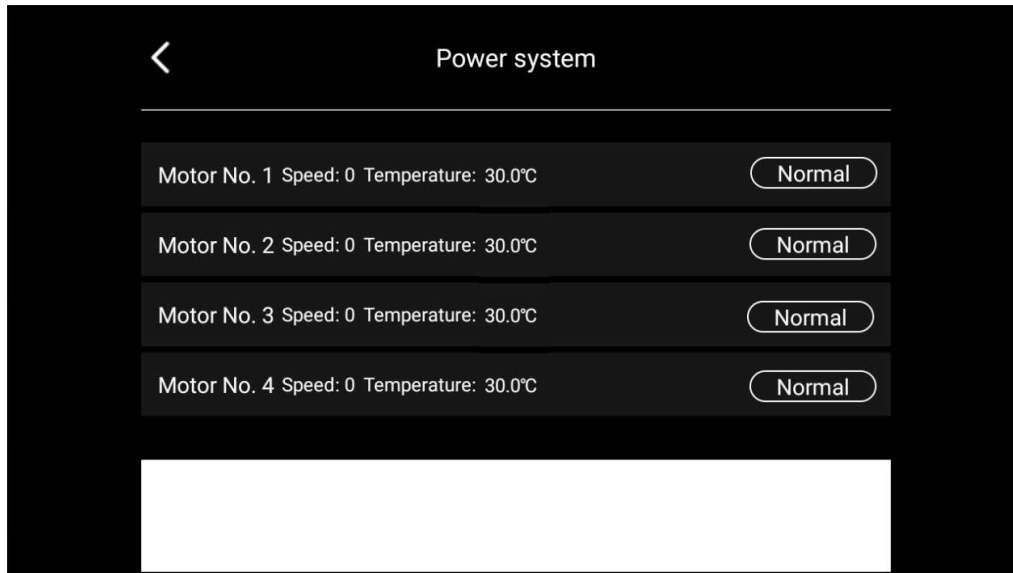 Power system
Motor No. 1 Speed: 0 Temperature: 30.0℃ Normal
Motor No. 2 Speed: 0 Temperature: 30.0℃ Normal
Motor No. 3 Speed: 0 Temperature: 30.0℃ Normal
Motor No. 4 Speed: 0 Temperature: 30.0℃ Normal